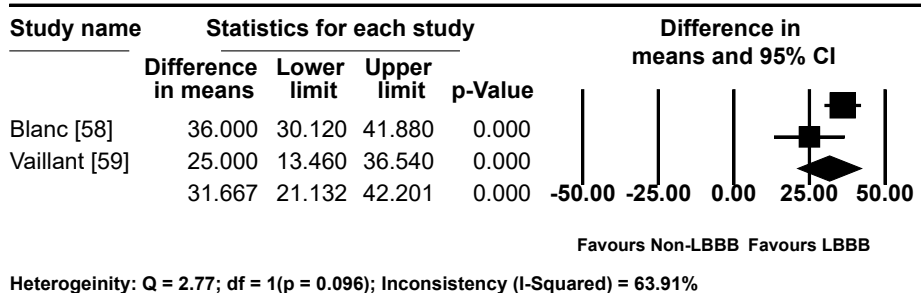 Study name Statistics for each study Difference in
means and 95% CI
Difference Lower Upper
in means limit limit p-Value
Blanc [58] 36.000 30.120 41.880 0.000
Vaillant [59] 25.000 13.460 36.540 0.000
31.667 21.132 42.201 0.000 -50.00 -25.00 0.00 25.00 50.00
Favours Non-LBBB Favours LBBB
Heterogeinity: Q = 2.77; df = 1(p = 0.096); Inconsistency (I-Squared) = 63.91%